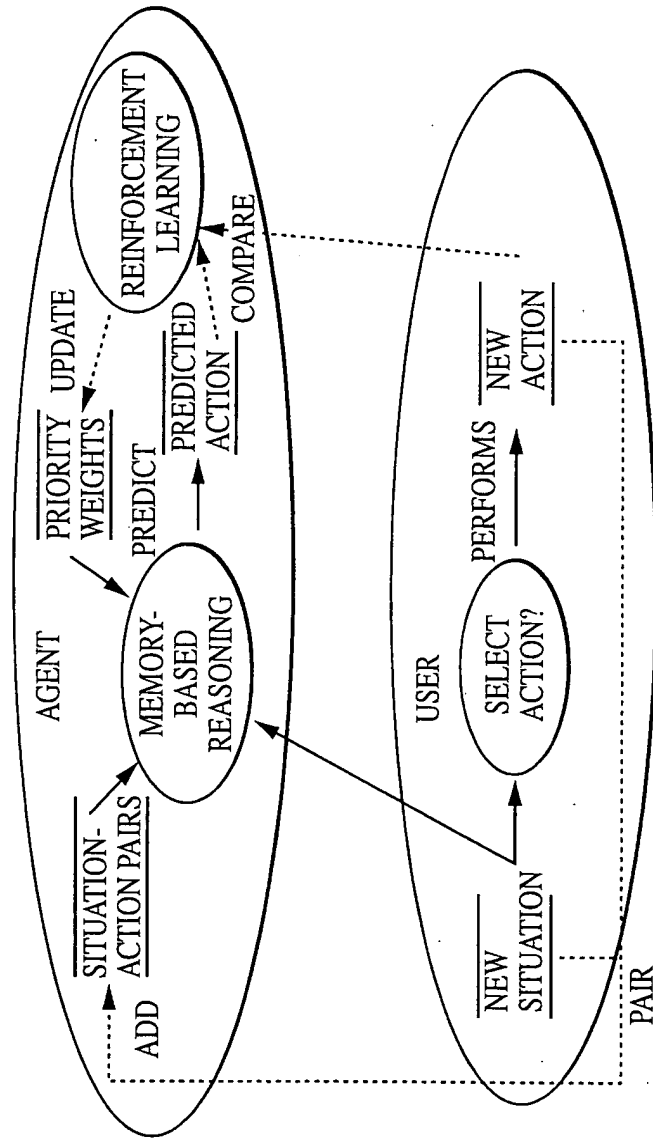 AGENT
SITUATION-
ACTION PAIRS
ADD
MEMORY-
BASED
REASONING
PRIORITY
WEIGHTS
UPDATE
PREDICT
PREDICTED
ACTION
REINFORCEMENT
LEARNING
COMPARE
USER
NEW
SITUATION
SELECT
ACTION?
PERFORMS
NEW
ACTION
PAIR